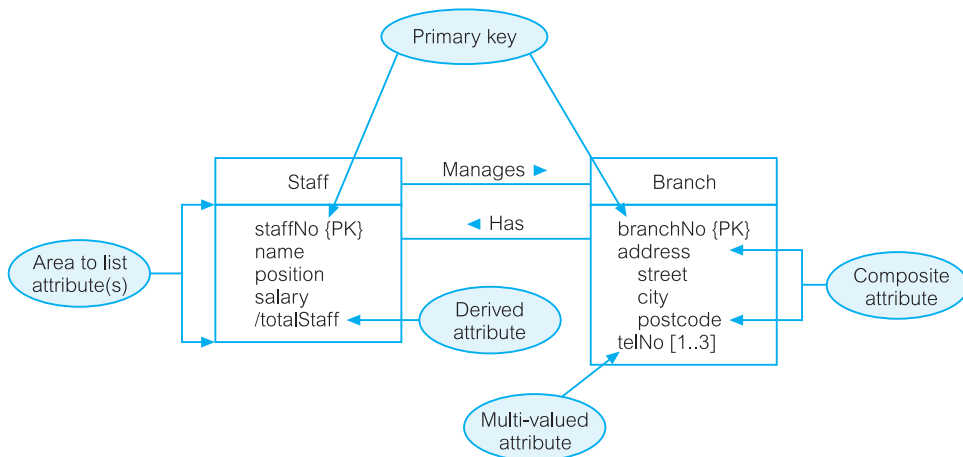 Primary key
Staff
Manages ►
Branch
◄ Has
staffNo {PK}
name
position
salary
/totalStaff
branchNo {PK}
address
street
city
postcode
telNo [1..3]
Area to list
attribute(s)
Derived
attribute
Composite
attribute
Multi-valued
attribute